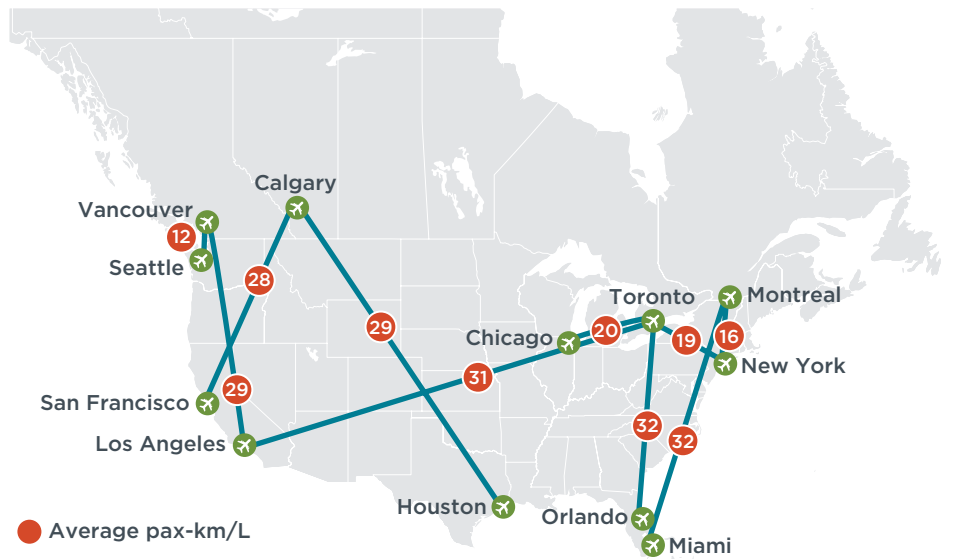 Calgary
Vancouver
12
Seattle
28
Toronto
Montreal
29
Chicago
20
19
16
New York
31
29
San Francisco
32
32
Los Angeles
Houston
Orlando
Average pax-km/L
Miami